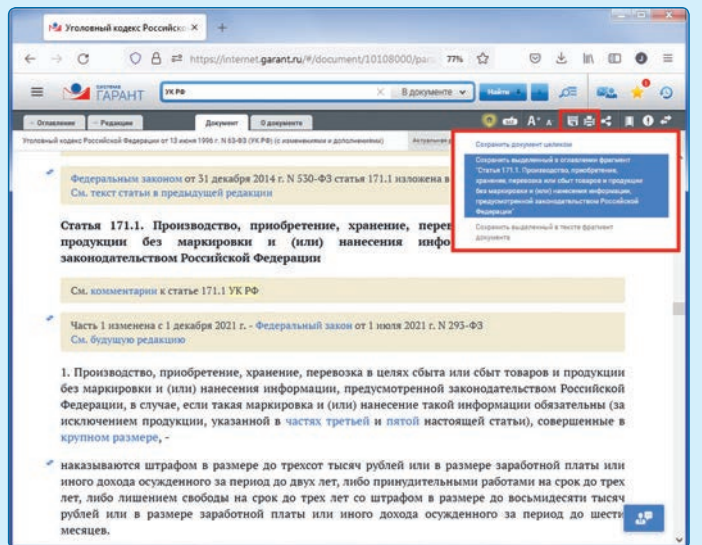 Уголовный кодекс Российско
https://internet.garant.ru/#/document/10108000/par
77%
СИСТЕМА
ГАРАНТ
УК РФ
В документе
Найти
Оглавление
Редакции
Документ
О документе
Уголовный кодекс Российской Федерации от 13 июня 1996 г. N 63-ФЗ (УК РФ) (с изменениями и дополнениями)
Сохранить документ целиком
Сохранить выделенный в оглавлении фрагмент
"Статья 171.1. Производство, приобретение,
хранение, перевозка или сбыт товаров и продукции
без маркировки и (или) нанесения информации,
предусмотренной законодательством Российской
Федерации"
Сохранить выделенный в тексте фрагмент
документа
Федеральным законом от 31 декабря 2014 г. N 530-ФЗ статья 171.1 изложена в
См. текст статьи в предыдущей редакции
Статья 171.1. Производство, приобретение, хранение, пере
продукции без маркировки и (или) нанесения инфо
законодательством Российской Федерации
См. комментарии к статье 171.1 УК РФ
Часть 1 изменена с 1 декабря 2021 г. - Федеральный закон от 1 июля 2021 г. N 293-ФЗ
См. будущую редакцию
1. Производство, приобретение, хранение, перевозка в целях сбыта или сбыт товаров и продукции
без маркировки и (или) нанесения информации, предусмотренной законодательством Российской
Федерации, в случае, если такая маркировка и (или) нанесение такой информации обязательны (за
исключением продукции, указанной в частях третьей и пятой настоящей статьи), совершенные в
крупном размере, -
наказываются штрафом в размере до трехсот тысяч рублей или в размере заработной платы или
иного дохода осужденного за период до двух лет, либо принудительными работами на срок до трех
лет, либо лишением свободы на срок до трех лет со штрафом в размере до восьмидесяти тысяч
рублей или в размере заработной платы или иного дохода осужденного за период до шести
месяцев.